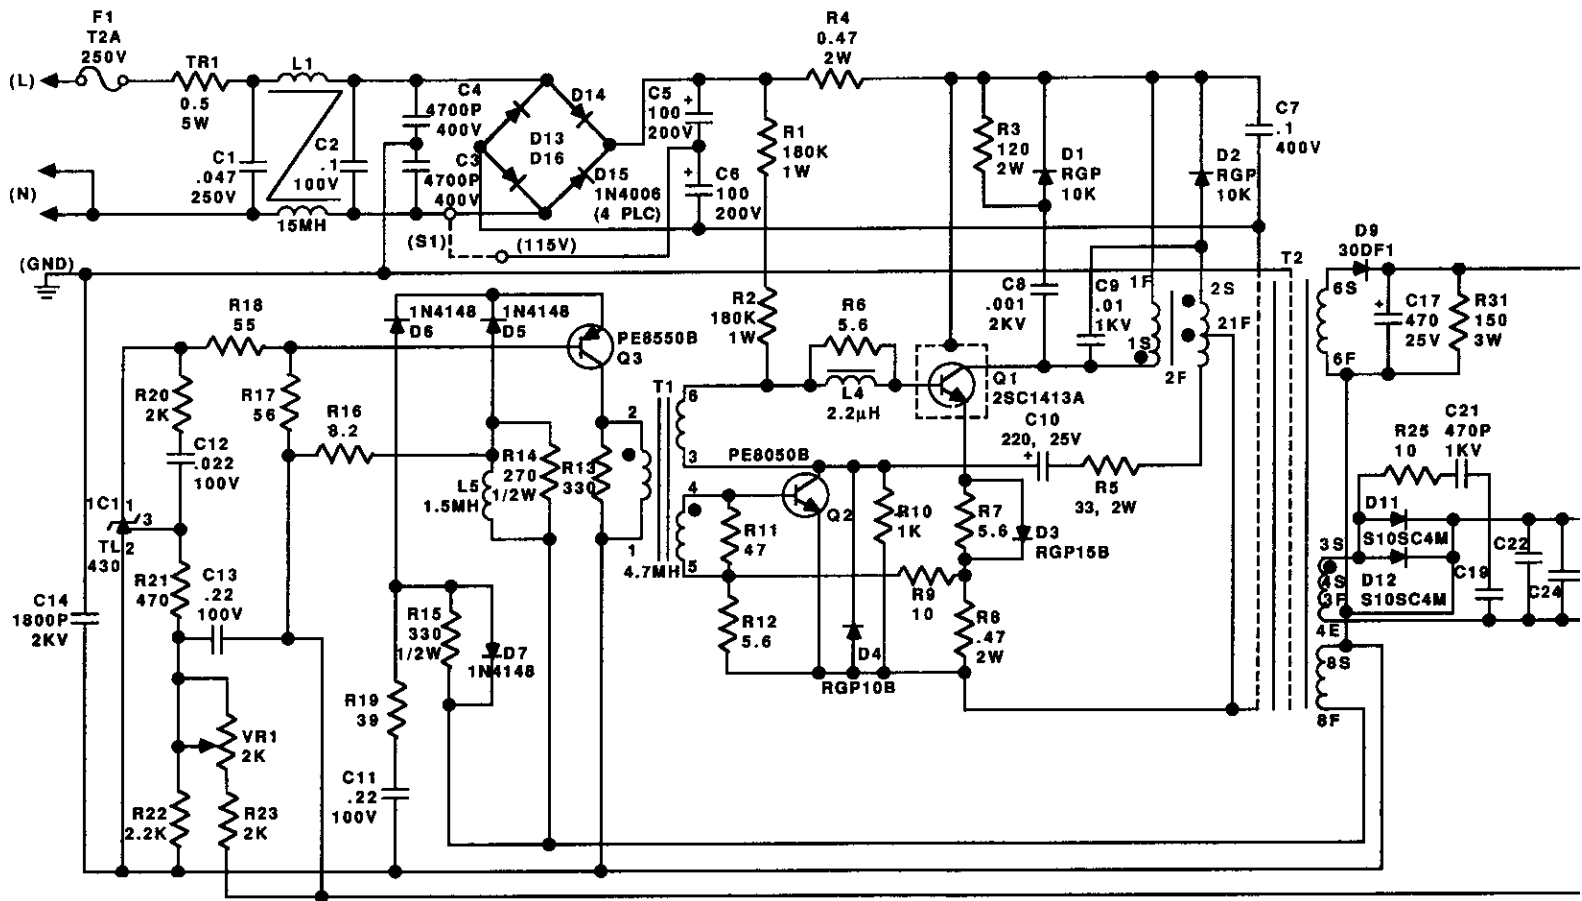 F1
T2A
250V
(L)
TR1
0.5
5W
L1
C1
.047
250V
C2
.1
100V
15MH
(N)
C4
4700P
400V
C3
4700P
400V
D14
D13
D16
D15
1N4006
(4 PLC)
C5
100
200V
C6
100
200V
(S1)
(115V)
R4
0.47
2W
R1
180K
1W
R3
120
2W
D1
RGP
10K
D2
RGP
10K
C7
.1
400V
(GND)
R18
55
1N4148
D6
1N4148
D5
PE8550B
Q3
R2
180K
1W
R6
5.6
L4
2.2µH
Q1
2SC1413A
C8
.001
2KV
C9
.01
1KV
1F
1S
2S
21F
2F
T2
D9
30DF1
6S
6F
C17
470
25V
R31
150
3W
R20
2K
R17
56
R16
8.2
C12
.022
100V
1C1
1
3
2
TL
430
R21
470
C13
.22
100V
C14
1800P
2KV
L5
1.5MH
R14
270
1/2W
R13
330
T1
2
1
4.7MH
6
3
4
5
PE8050B
Q2
R11
47
R12
5.6
R10
1K
D4
RGP10B
R9
10
C10
220, 25V
+
R5
33, 2W
R7
5.6
D3
RGP15B
R8
.47
2W
R25
10
C21
470P
1KV
D11
S10SC4M
D12
S10SC4M
3S
4S
3F
4E
8S
8F
C19
C22
C24
R15
330
1/2W
D7
1N4148
R19
39
C11
.22
100V
VR1
2K
R22
2.2K
R23
2K